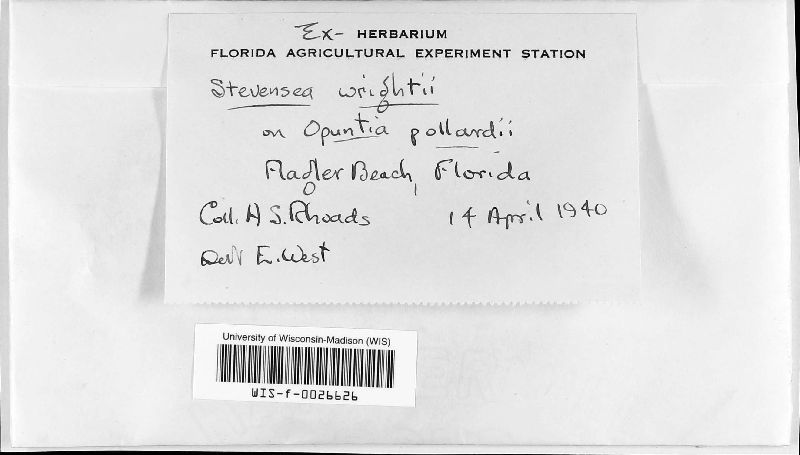 Ex- HERBARIUM
FLORIDA AGRICULTURAL EXPERIMENT STATION
Stevensea wrightii
on Opuntia pollardii
Flagler Beach, Florida
Coll. A S. Rhoads 14 April 1940
Det. E. West
University of Wisconsin-Madison (WIS)
WIS-f-0026626